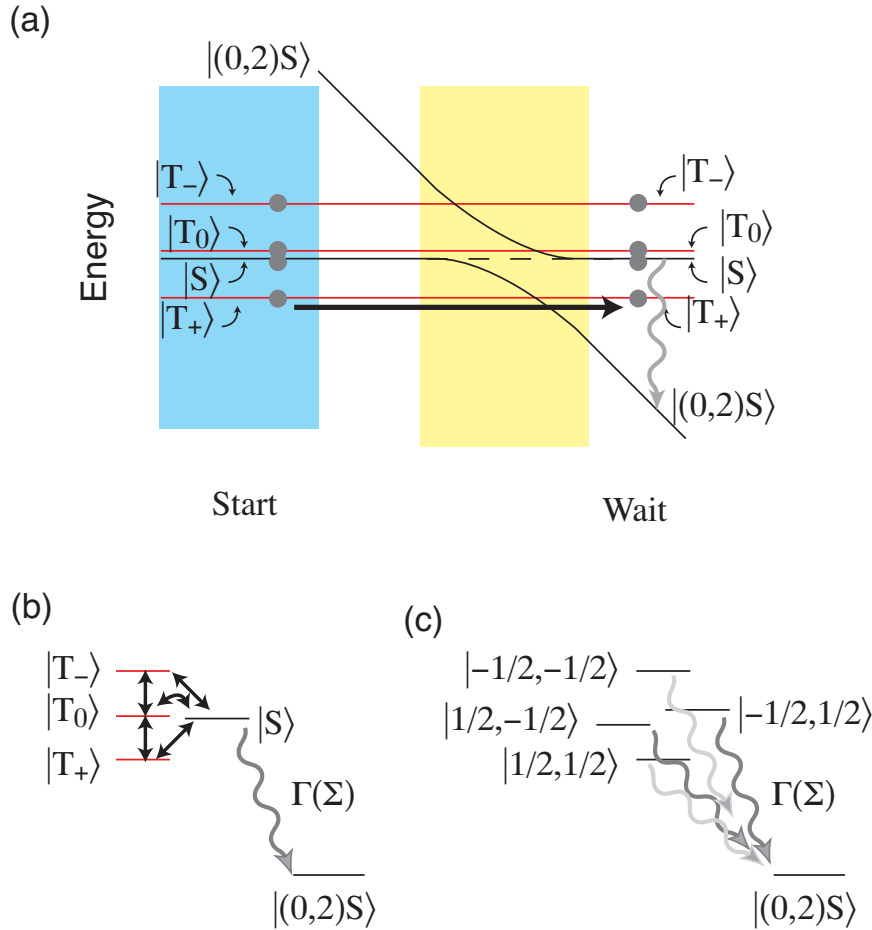 (a)
|(0,2)S⟩
Energy
|T₋⟩
|T₋⟩
|T₀⟩
|T₀⟩
|S⟩
|S⟩
|T₊⟩
|T₊⟩
|(0,2)S⟩
Start
Wait
(b)
(c)
|T₋⟩
|T₀⟩
|S⟩
|T₊⟩
Γ(Σ)
|(0,2)S⟩
|−1/2,−1/2⟩
|1/2,−1/2⟩
|−1/2,1/2⟩
|1/2,1/2⟩
Γ(Σ)
|(0,2)S⟩